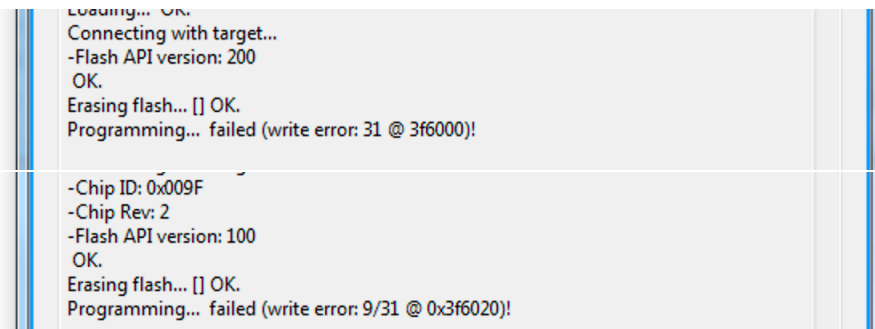 Loading... OK.
Connecting with target...
-Flash API version: 200
OK.
Erasing flash... [] OK.
Programming... failed (write error: 31 @ 3f6000)!
-Chip ID: 0x009F
-Chip Rev: 2
-Flash API version: 100
OK.
Erasing flash... [] OK.
Programming... failed (write error: 9/31 @ 0x3f6020)!